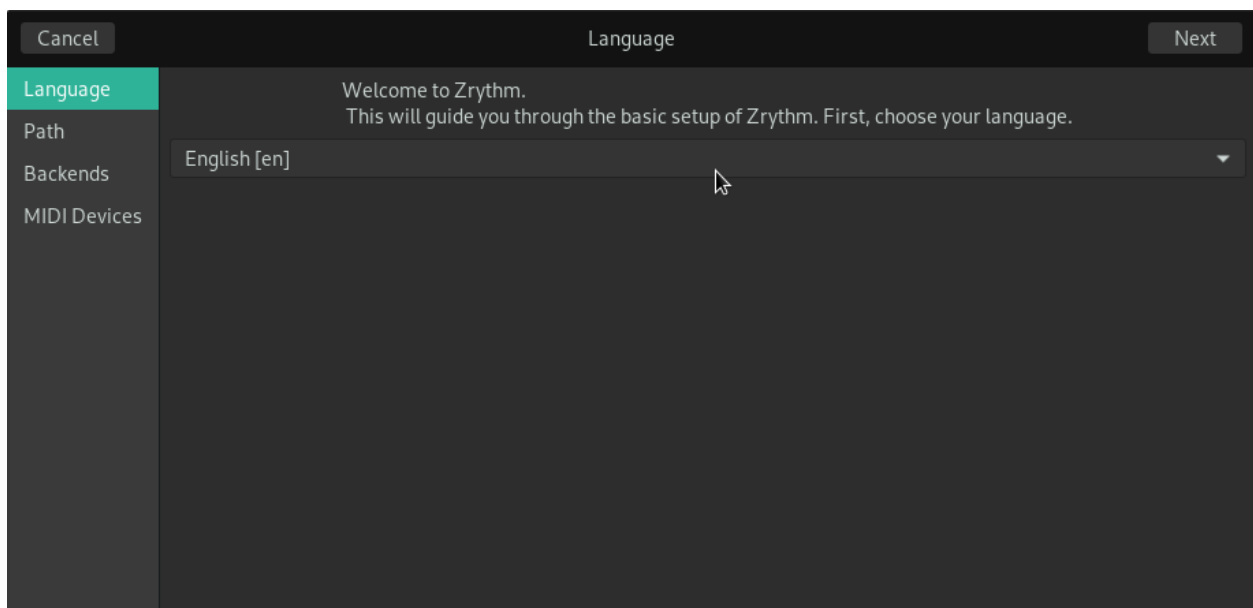 Cancel
Language
Next
Language
Path
Backends
MIDI Devices
Welcome to Zrythm.
This will guide you through the basic setup of Zrythm. First, choose your language.
English [en]